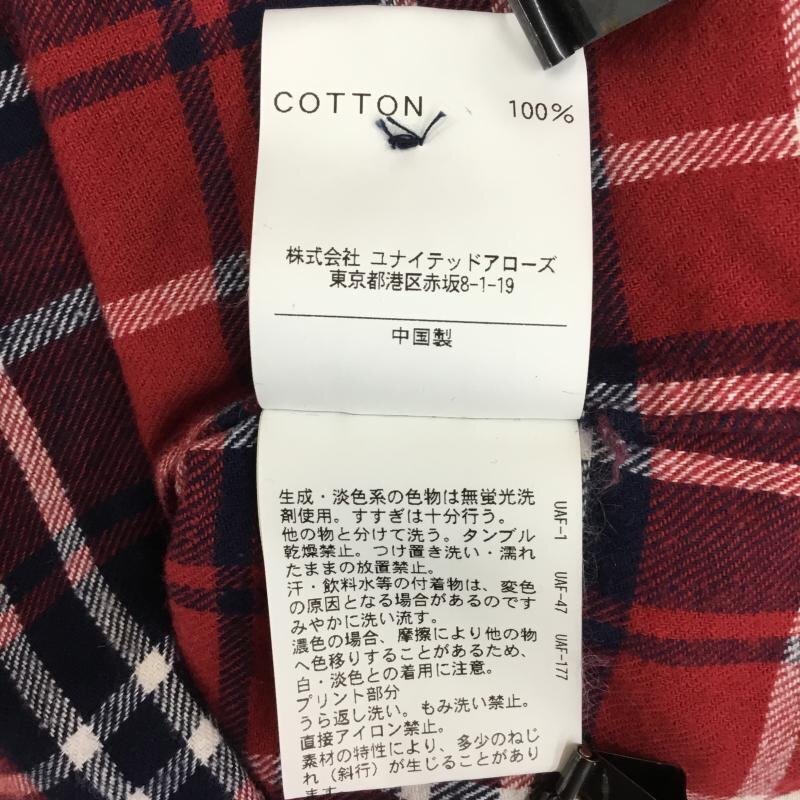 COTTON 100%
株式会社 ユナイテッドアローズ
東京都港区赤坂8-1-19
中国製
生成・淡色系の色物は無蛍光洗
剤使用。すすぎは十分行う。
他の物と分けて洗う。タンブル
乾燥禁止。つけ置き洗い・濡れ
たままの放置禁止。
汗・飲料水等の付着物は、変色
の原因となる場合があるのです
みやかに洗い流す。
濃色の場合、摩擦により他の物
へ色移りすることがあるため、
白・淡色との着用に注意。
プリント部分
うら返し洗い。もみ洗い禁止。
直接アイロン禁止。
素材の特性により、多少のねじ
れ（斜行）が生じることがあり
ます。
UAF-1 UAF-47 UAF-177